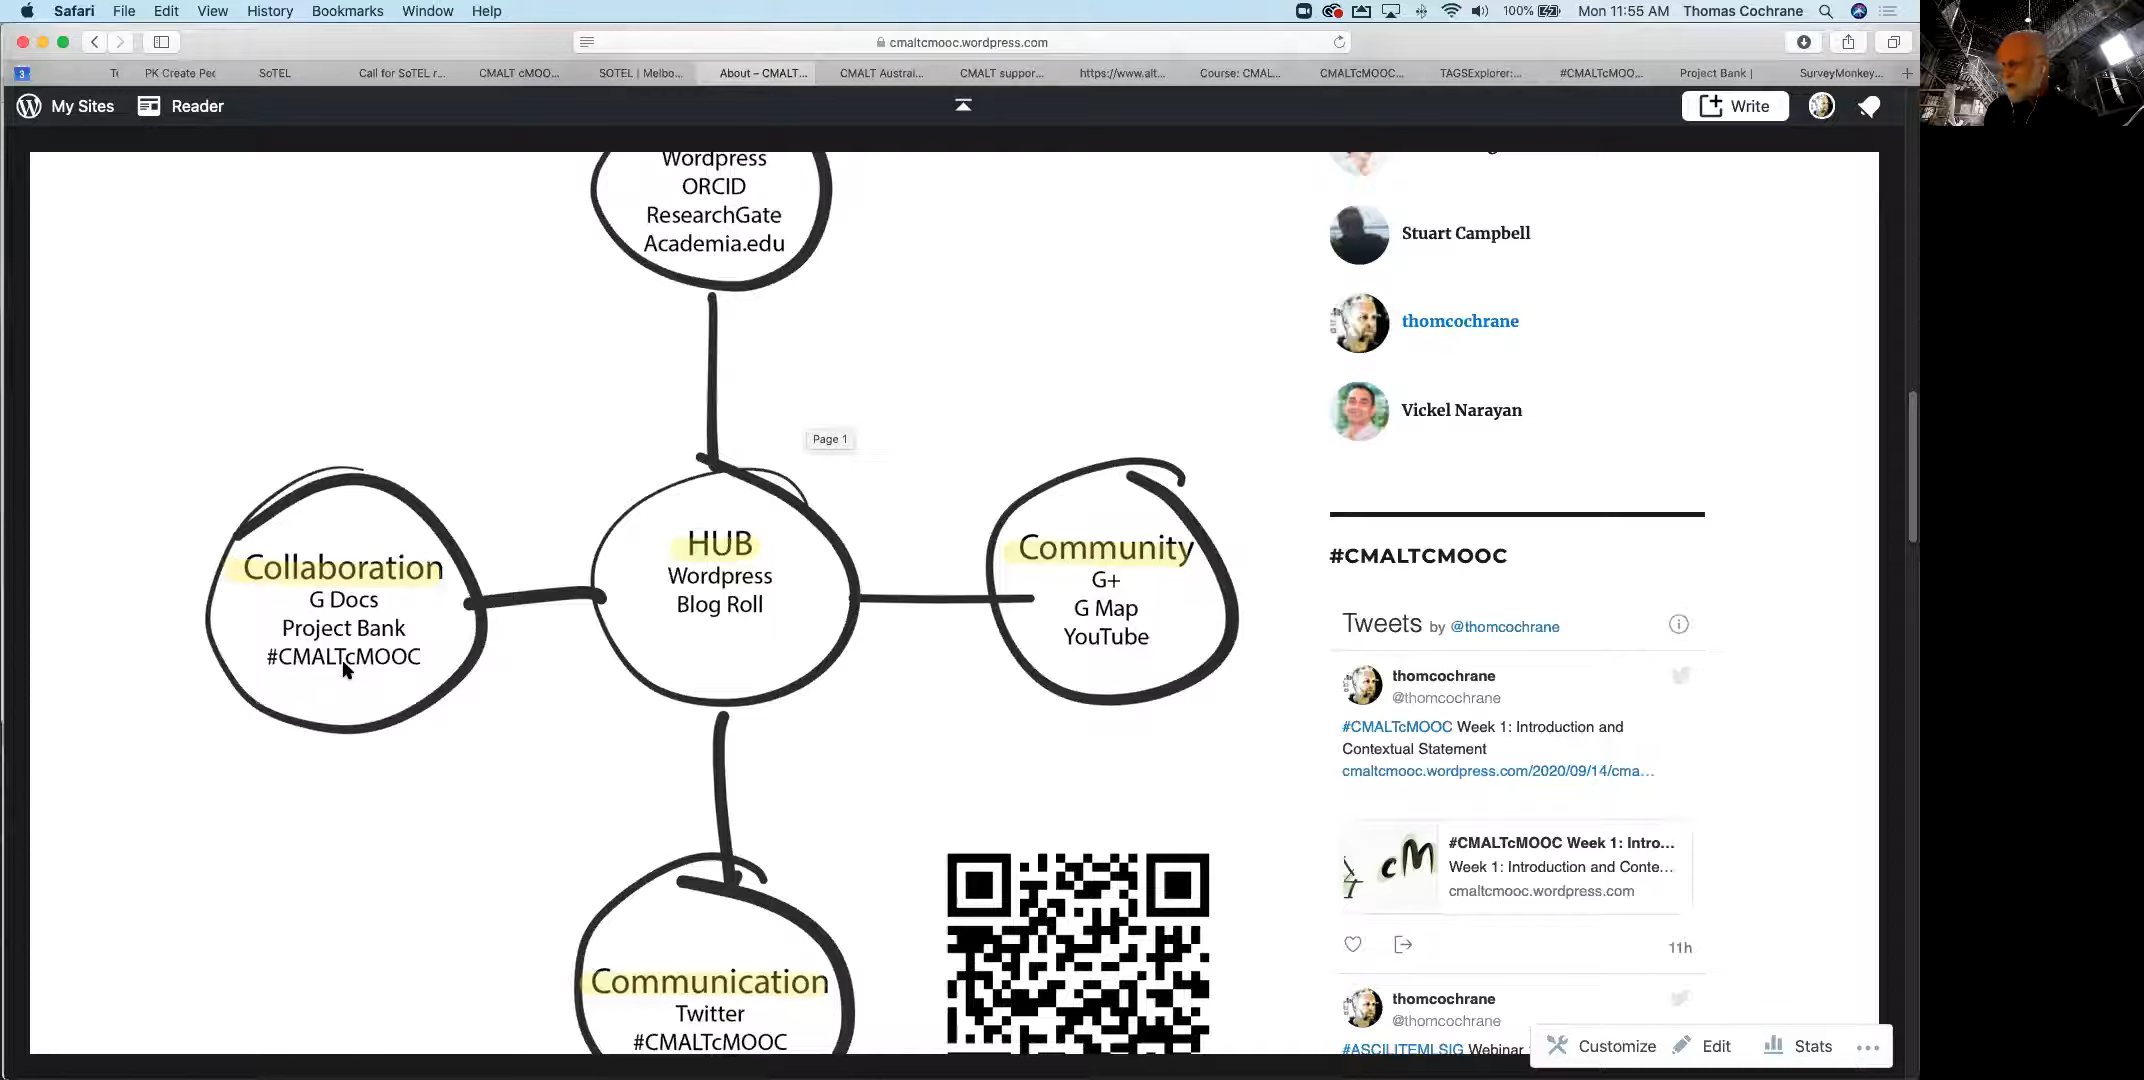 Safari File Edit View History Bookmarks Window Help 100% Mon 11:55 AM Thomas Cochrane
cmaltcmooc.wordpress.com
3 PK Create Pec SoTEL Call for SoTEL r... CMALT cMOO... SOTEL | Melbo... About – CMALT... CMALT Austral... CMALT suppor... https://www.alt... Course: CMAL... CMALTcMOOC... TAGSExplorer:... #CMALTcMOO... Project Bank | SurveyMonkey...
My Sites Reader Write
Wordpress
ORCID
ResearchGate
Academia.edu
Page 1
Collaboration
G Docs
Project Bank
#CMALTcMOOC
HUB
Wordpress
Blog Roll
Community
G+
G Map
YouTube
Communication
Twitter
#CMALTcMOOC
Stuart Campbell
thomcochrane
Vickel Narayan
#CMALTCMOOC
Tweets by @thomcochrane
thomcochrane
@thomcochrane
#CMALTcMOOC Week 1: Introduction and
Contextual Statement
cmaltcmooc.wordpress.com/2020/09/14/cma…
cM
#CMALTcMOOC Week 1: Intro...
Week 1: Introduction and Conte...
cmaltcmooc.wordpress.com
11h
thomcochrane
@thomcochrane
#ASCILITEMLSIG Webinar
Customize Edit Stats